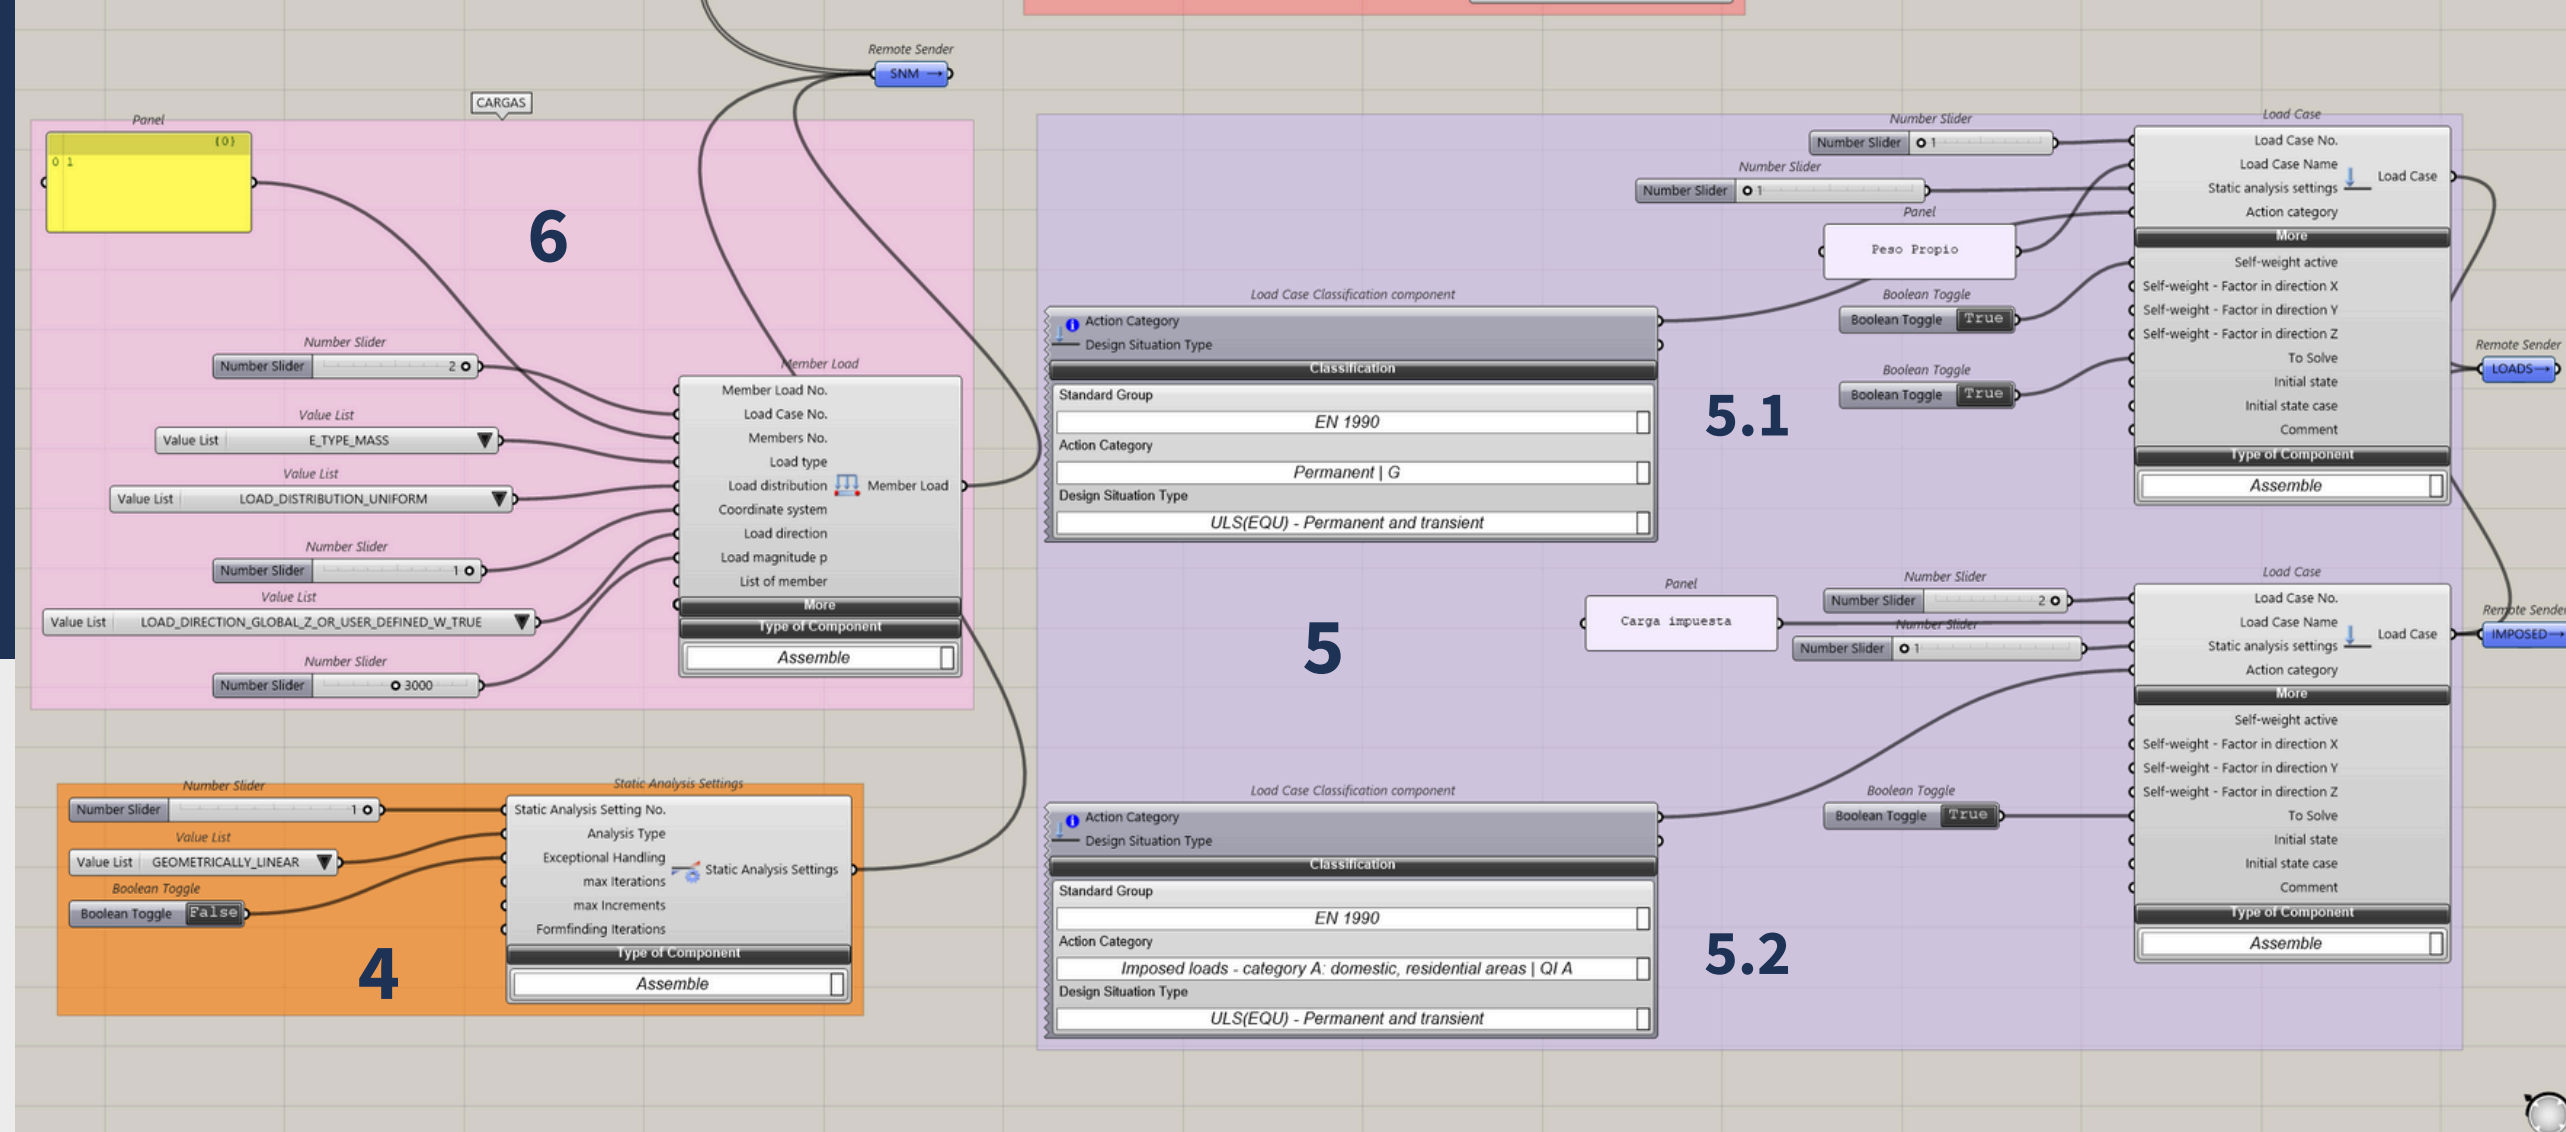 Remote Sender
SNM →
CARGAS
Panel
{0}
0 1
6
Number Slider
Number Slider 2
Value List
Value List E_TYPE_MASS
Value List
Value List LOAD_DISTRIBUTION_UNIFORM
Number Slider
Number Slider 1
Value List
Value List LOAD_DIRECTION_GLOBAL_Z_OR_USER_DEFINED_W_TRUE
Number Slider
Number Slider 3000
Member Load
Member Load No.
Load Case No.
Members No.
Load type
Load distribution
Member Load
Coordinate system
Load direction
Load magnitude p
List of member
More
Type of Component
Assemble
Number Slider
Number Slider 1
Value List
Value List GEOMETRICALLY_LINEAR
Boolean Toggle
Boolean Toggle False
4
Static Analysis Settings
Static Analysis Setting No.
Analysis Type
Exceptional Handling
Static Analysis Settings
max Iterations
max Increments
Formfinding Iterations
Type of Component
Assemble
Number Slider
Number Slider 1
Number Slider
Number Slider 1
Panel
Peso Propio
Boolean Toggle
Boolean Toggle True
Boolean Toggle
Boolean Toggle True
Load Case Classification component
Action Category
Design Situation Type
Classification
Standard Group
EN 1990
Action Category
Permanent | G
Design Situation Type
ULS(EQU) - Permanent and transient
5.1
Load Case
Load Case No.
Load Case Name
Load Case
Static analysis settings
Action category
More
Self-weight active
Self-weight - Factor in direction X
Self-weight - Factor in direction Y
Self-weight - Factor in direction Z
To Solve
Initial state
Initial state case
Comment
Type of Component
Assemble
Remote Sender
LOADS →
5
Panel
Carga impuesta
Number Slider
Number Slider 2
Number Slider
Number Slider 1
Load Case Classification component
Action Category
Design Situation Type
Classification
Standard Group
EN 1990
Action Category
Imposed loads - category A: domestic, residential areas | QI A
Design Situation Type
ULS(EQU) - Permanent and transient
5.2
Boolean Toggle
Boolean Toggle True
Load Case
Load Case No.
Load Case Name
Load Case
Static analysis settings
Action category
More
Self-weight active
Self-weight - Factor in direction X
Self-weight - Factor in direction Y
Self-weight - Factor in direction Z
To Solve
Initial state
Initial state case
Comment
Type of Component
Assemble
Remote Sender
IMPOSED →